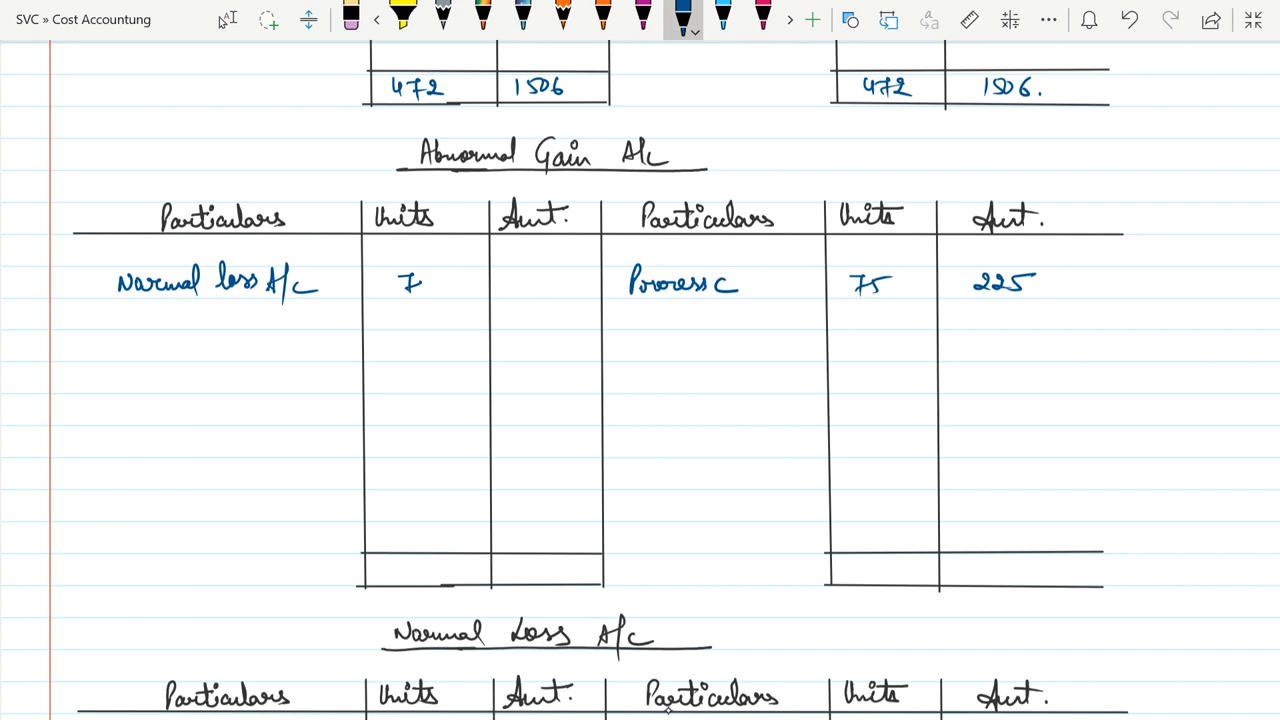 SVC » Cost Accountung
472 1506 472 1506.
Abnormal Gain A/c
Particulars Units Amt. Particulars Units Amt.
Normal loss A/c 7 Process C 75 225
Normal Loss A/c
Particulars Units Amt. Particulars Units Amt.